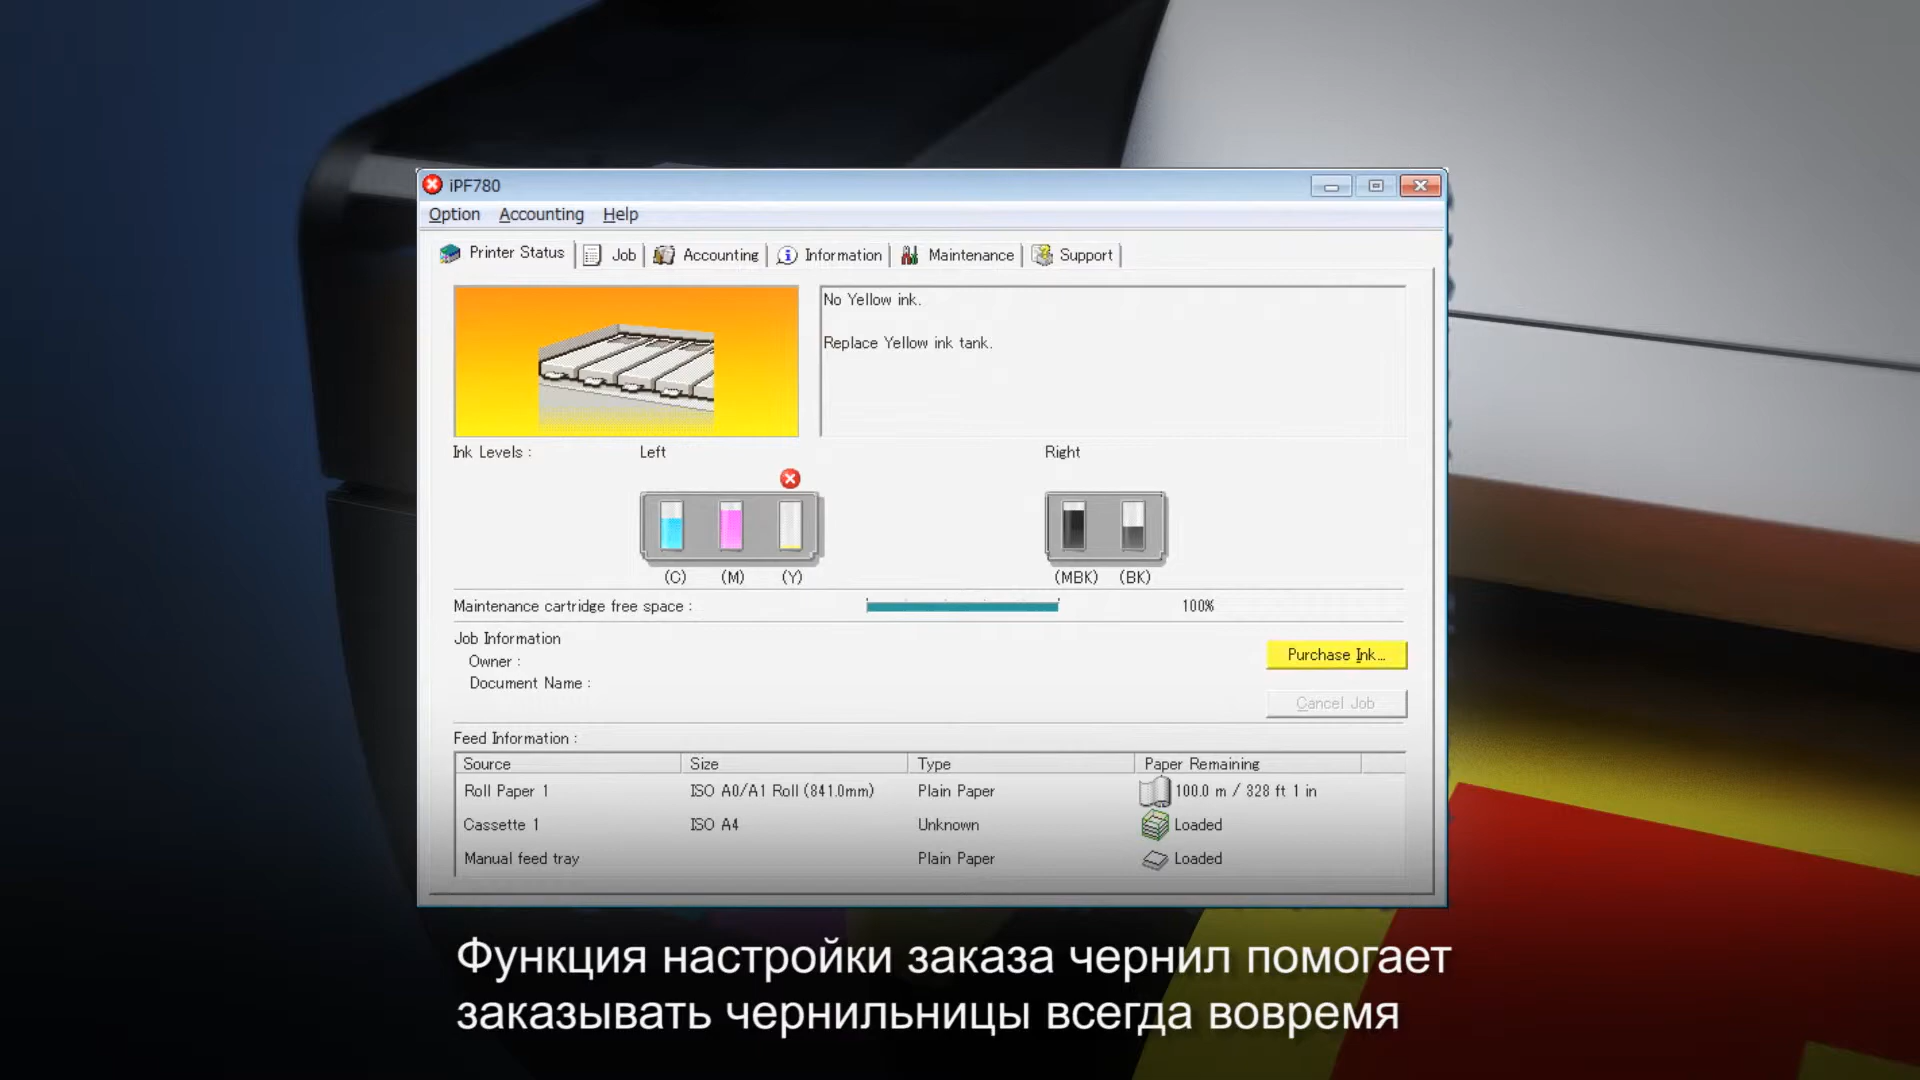 iPF780
Option Accounting Help
Printer Status Job Accounting Information Maintenance Support
No Yellow ink.
Replace Yellow ink tank.
Ink Levels : Left Right
(C) (M) (Y) (MBK) (BK)
Maintenance cartridge free space : 100%
Job Information
Owner :
Purchase Ink...
Document Name :
Cancel Job
Feed Information :
Source Size Type Paper Remaining
Roll Paper 1 ISO A0/A1 Roll (841.0mm) Plain Paper 100.0 m / 328 ft 1 in
Cassette 1 ISO A4 Unknown Loaded
Manual feed tray Plain Paper Loaded
Функция настройки заказа чернил помогает
заказывать чернильницы всегда вовремя